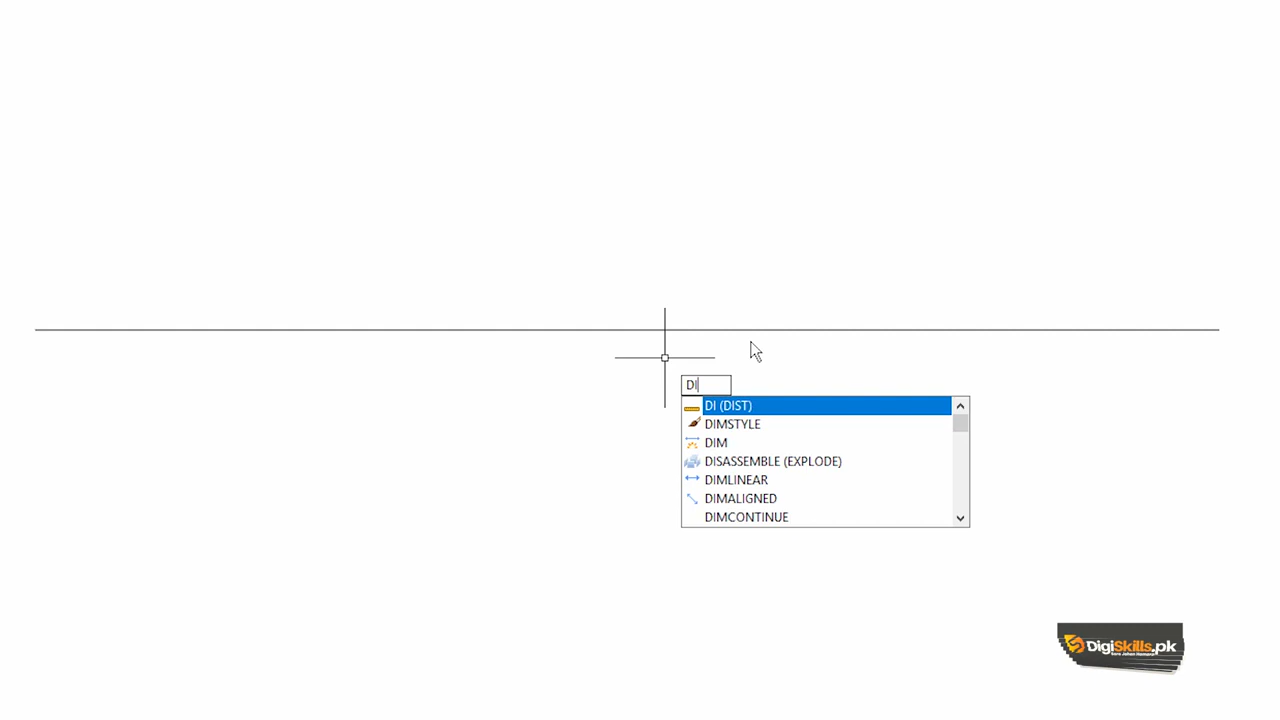 DI
DI (DIST)
DIMSTYLE
DIM
DISASSEMBLE (EXPLODE)
DIMLINEAR
DIMALIGNED
DIMCONTINUE
DigiSkills.pk